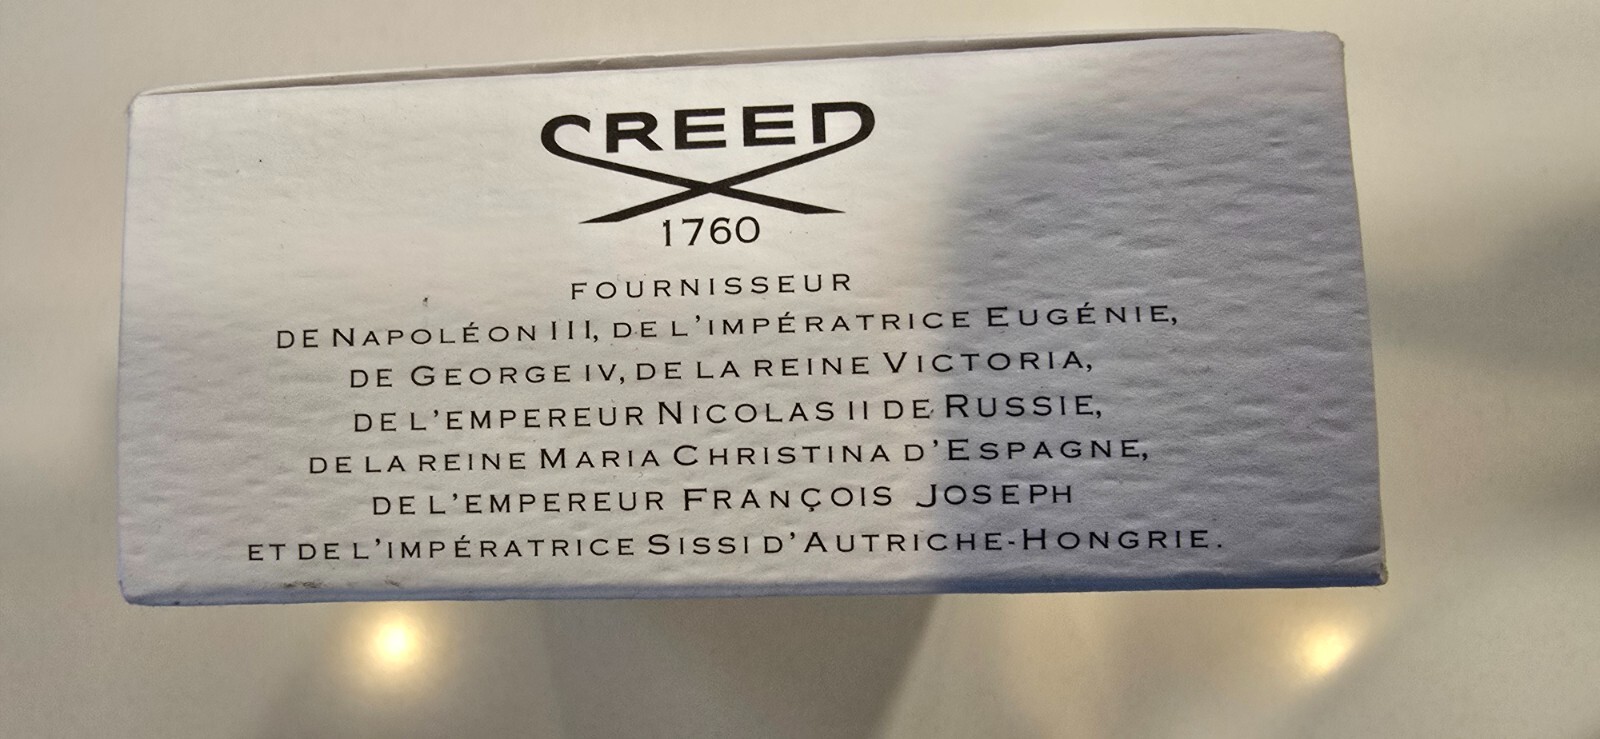 CREED
1760
FOURNISSEUR
DE NAPOLÉON III, DE L'IMPÉRATRICE EUGÉNIE,
DE GEORGE IV, DE LA REINE VICTORIA,
DE L'EMPEREUR NICOLAS II DE RUSSIE,
DE LA REINE MARIA CHRISTINA D'ESPAGNE,
DE L'EMPEREUR FRANÇOIS JOSEPH
ET DE L'IMPÉRATRICE SISSI D'AUTRICHE-HONGRIE.